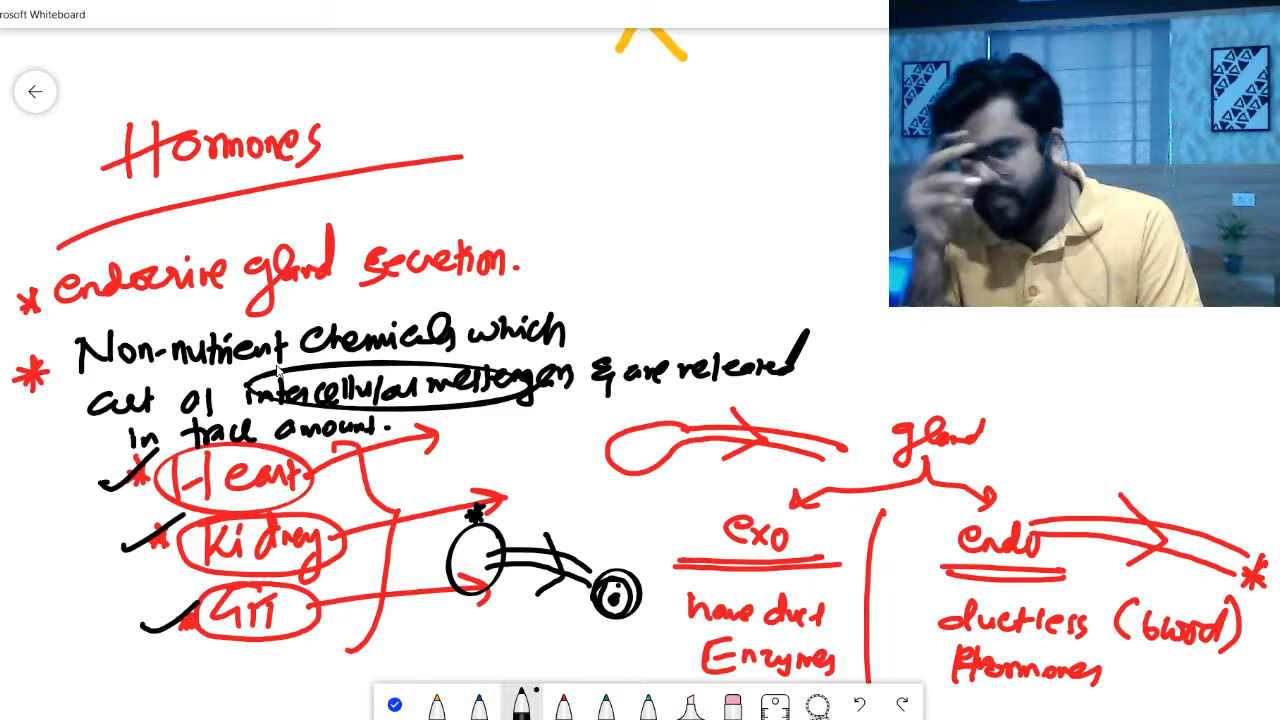 rosoft Whiteboard
Hormones
* endocrine gland secretion.
* Non-nutrient chemicals which
act as intercellular messengers & are released
in trace amount.
* Heart
* Kidney
GIT
gland
exo
endo
have duct
Enzymes
ductless (blood)
Hormones